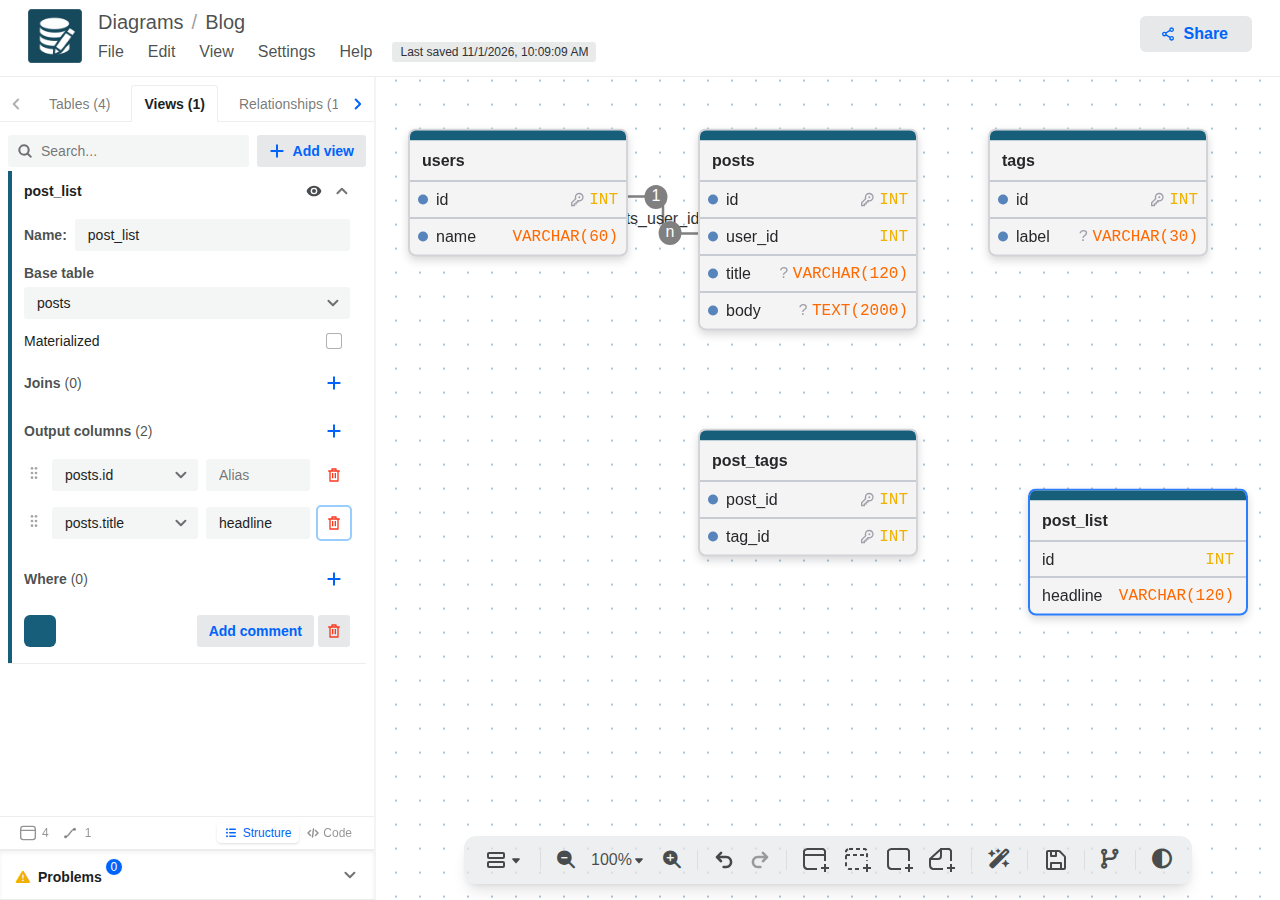 Diagrams / Blog
File Edit View Settings Help Last saved 11/1/2026, 10:09:09 AM
Share
Tables (4) Views (1) Relationships (1
Search... Add view
post_list
Name: post_list
Base table
posts
Materialized
Joins (0)
Output columns (2)
posts.id Alias
posts.title headline
Where (0)
Add comment
4 1 Structure Code
Problems 0
users
id INT
name VARCHAR(60)
1
ts_user_id
n
posts
id INT
user_id INT
title ? VARCHAR(120)
body ? TEXT(2000)
tags
id INT
label ? VARCHAR(30)
post_tags
post_id INT
tag_id INT
post_list
id INT
headline VARCHAR(120)
100%